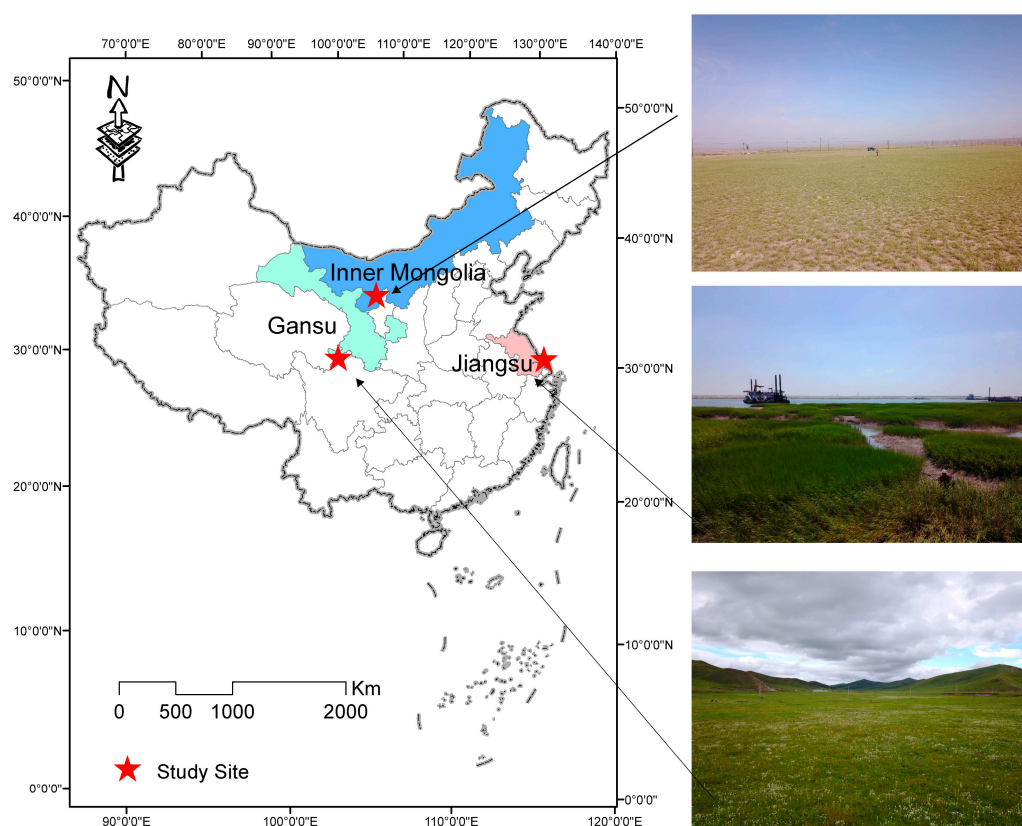 70°0'0"E 80°0'0"E 90°0'0"E 100°0'0"E 110°0'0"E 120°0'0"E 130°0'0"E 140°0'0"E
N
50°0'0"N
50°0'0"N
40°0'0"N
40°0'0"N
Inner Mongolia
Gansu
30°0'0"N
Jiangsu
30°0'0"N
20°0'0"N
20°0'0"N
10°0'0"N
10°0'0"N
Km
0 500 1000 2000
Study Site
0°0'0"
0°0'0"
90°0'0"E 100°0'0"E 110°0'0"E 120°0'0"E